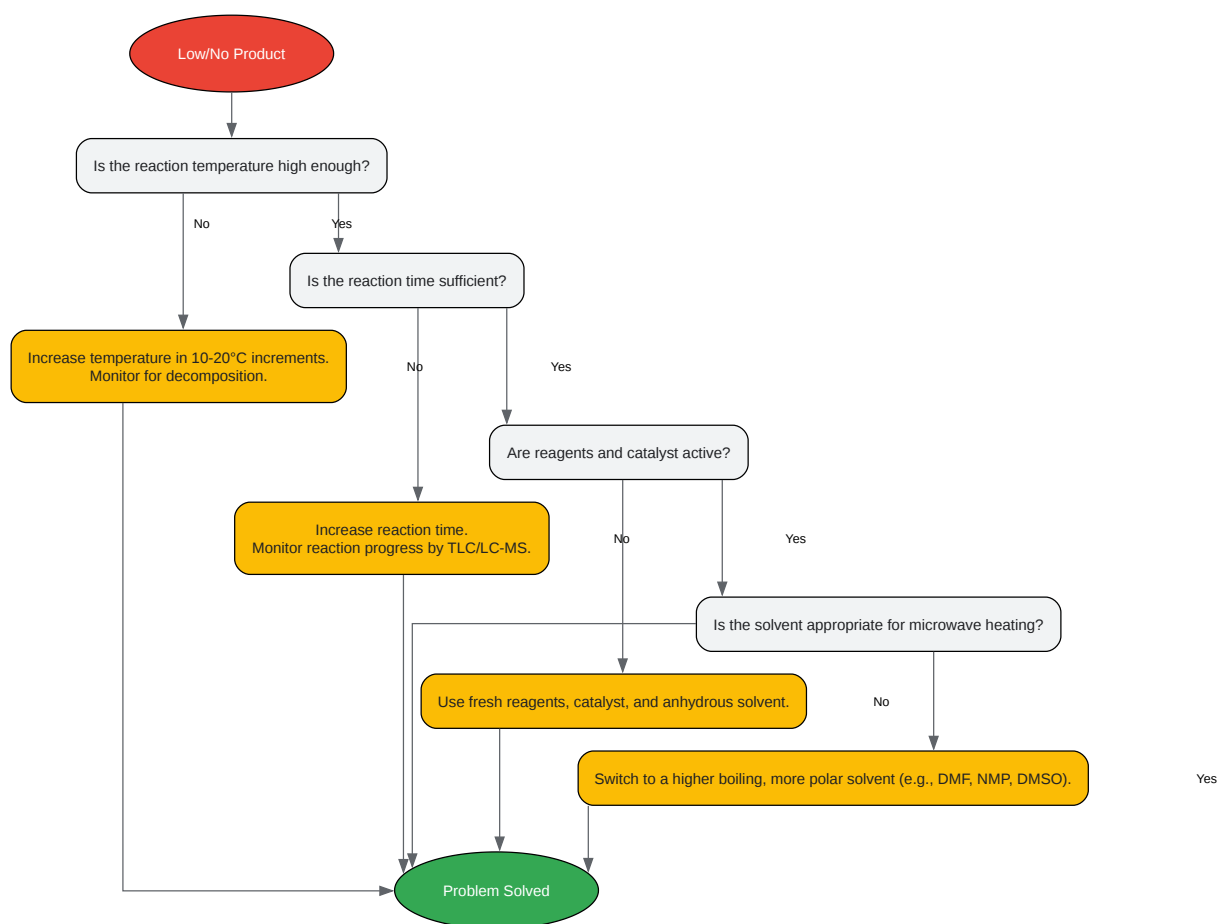 Low/No Product
Is the reaction temperature high enough?
No
Yes
Is the reaction time sufficient?
Increase temperature in 10-20°C increments.
Monitor for decomposition.
No
Yes
Are reagents and catalyst active?
Increase reaction time.
Monitor reaction progress by TLC/LC-MS.
No
Yes
Is the solvent appropriate for microwave heating?
Use fresh reagents, catalyst, and anhydrous solvent.
No
Switch to a higher boiling, more polar solvent (e.g., DMF, NMP, DMSO).
Yes
Problem Solved